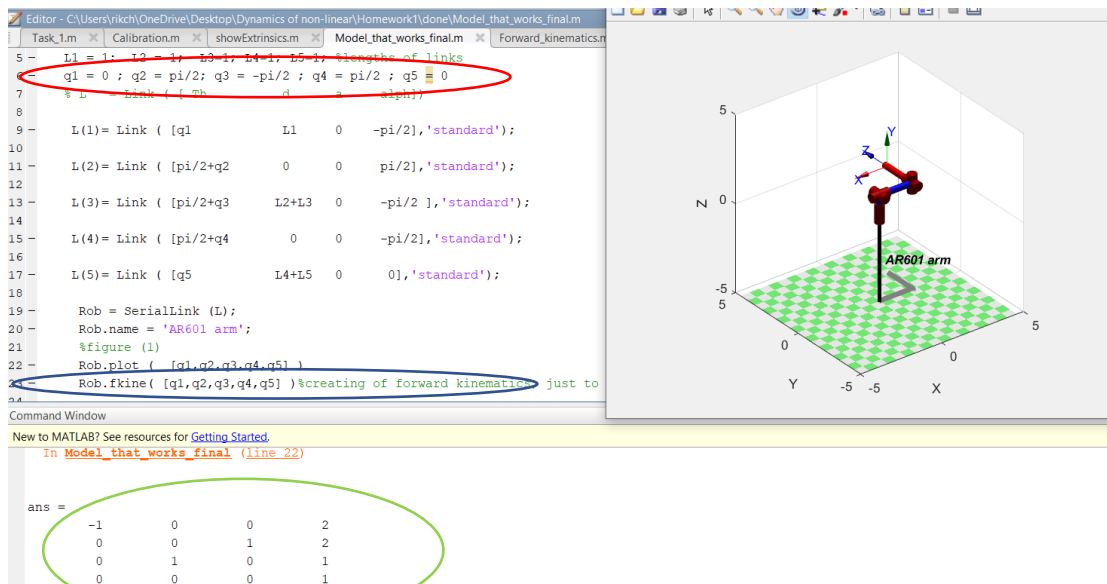 Editor - C:\Users\rikch\OneDrive\Desktop\Dynamics of non-linear\Homework1\done\Model_that_works_final.m
Task_1.m × Calibration.m × showExtrinsics.m × Model_that_works_final.m × Forward_kinematics.m
5 - L1 = 1; L2 = 1; L3=1; L4=1; L5=1; %lengths of links
6 - q1 = 0 ; q2 = pi/2; q3 = -pi/2 ; q4 = pi/2 ; q5 = 0
7 % L = Link ( [ Th d a alph])
8
9 - L(1)= Link ( [q1 L1 0 -pi/2],'standard');
10
11 - L(2)= Link ( [pi/2+q2 0 0 pi/2],'standard');
12
13 - L(3)= Link ( [pi/2+q3 L2+L3 0 -pi/2 ],'standard');
14
15 - L(4)= Link ( [pi/2+q4 0 0 -pi/2],'standard');
16
17 - L(5)= Link ( [q5 L4+L5 0 0],'standard');
18
19 - Rob = SerialLink (L);
20 - Rob.name = 'AR601 arm';
21 %figure (1)
22 - Rob.plot ( [q1,q2,q3,q4,q5] )
23 - Rob.fkine( [q1,q2,q3,q4,q5] )%creating of forward kinematics, just to
24
Command Window
New to MATLAB? See resources for Getting Started.
In Model_that_works_final (line 22)
ans =
-1 0 0 2
0 0 1 2
0 1 0 1
0 0 0 1
5
0
-5
Z
Y
Z
X
AR601 arm
5
0
-5
Y
-5
0
5
X